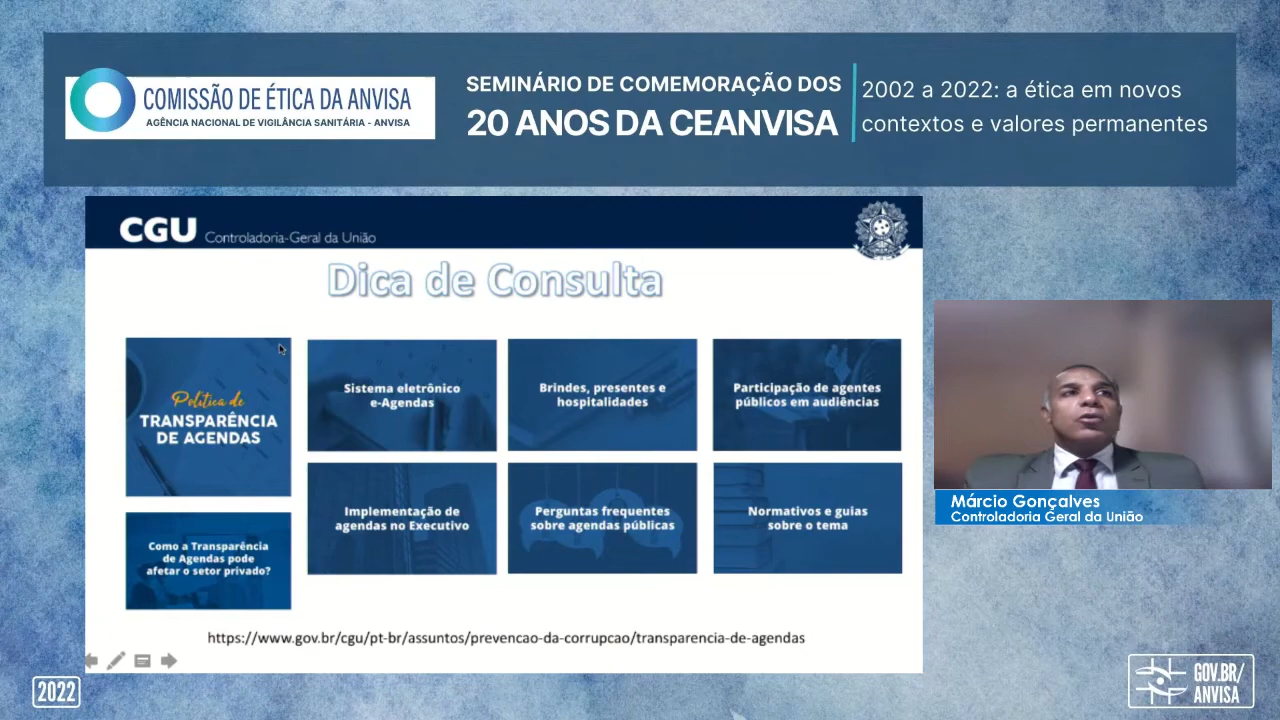 COMISSÃO DE ÉTICA DA ANVISA
AGÊNCIA NACIONAL DE VIGILÂNCIA SANITÁRIA - ANVISA
SEMINÁRIO DE COMEMORAÇÃO DOS
20 ANOS DA CEANVISA
2002 a 2022: a ética em novos
contextos e valores permanentes
CGU Controladoria-Geral da União
Dica de Consulta
Política de
TRANSPARÊNCIA
DE AGENDAS
Sistema eletrônico
e-Agendas
Brindes, presentes e
hospitalidades
Participação de agentes
públicos em audiências
Como a Transparência
de Agendas pode
afetar o setor privado?
Implementação de
agendas no Executivo
Perguntas frequentes
sobre agendas públicas
Normativos e guias
sobre o tema
https://www.gov.br/cgu/pt-br/assuntos/prevencao-da-corrupcao/transparencia-de-agendas
Márcio Gonçalves
Controladoria Geral da União
2022
GOV.BR/
ANVISA